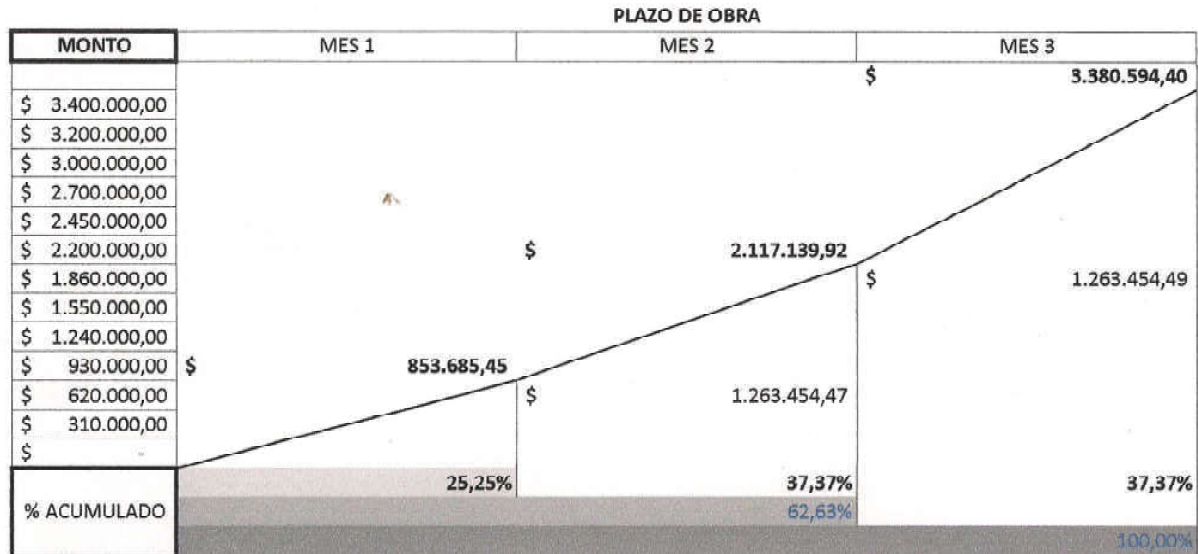 PLAZO DE OBRA
MONTO MES 1 MES 2 MES 3
$ 3.380.594,40
$ 3.400.000,00
$ 3.200.000,00
$ 3.000.000,00
$ 2.700.000,00
$ 2.450.000,00
$ 2.200.000,00 $ 2.117.139,92
$ 1.860.000,00 $ 1.263.454,49
$ 1.550.000,00
$ 1.240.000,00
$ 930.000,00 $ 853.685,45
$ 620.000,00 $ 1.263.454,47
$ 310.000,00
$ -
25,25% 37,37% 37,37%
% ACUMULADO 62,63%
100,00%